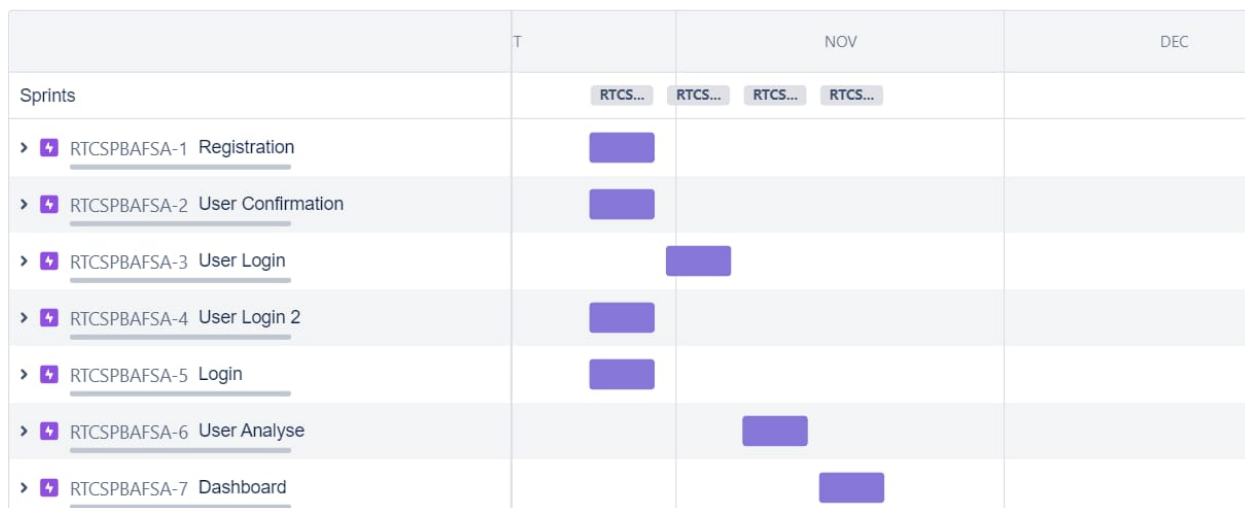 T NOV DEC
Sprints RTCS... RTCS... RTCS... RTCS...
RTCSPBAFSA-1 Registration
RTCSPBAFSA-2 User Confirmation
RTCSPBAFSA-3 User Login
RTCSPBAFSA-4 User Login 2
RTCSPBAFSA-5 Login
RTCSPBAFSA-6 User Analyse
RTCSPBAFSA-7 Dashboard